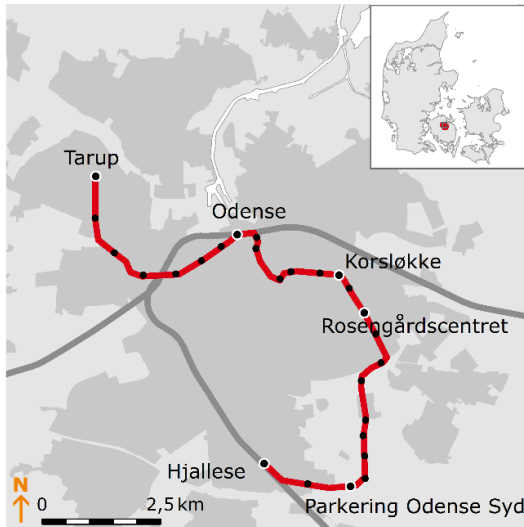 Tarup
Odense
Korsløkke
Rosengårdscentret
Hjallese
Parkering Odense Syd
N
0 2,5 km